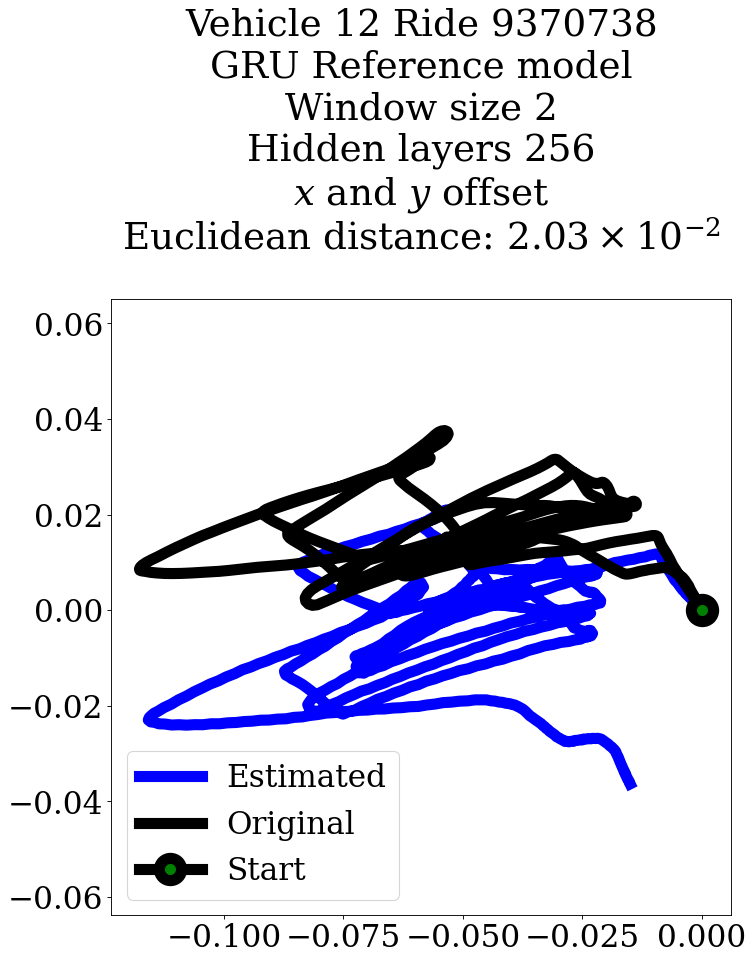 Vehicle 12 Ride 9370738
GRU Reference model
Window size 2
Hidden layers 256
x and y offset
Euclidean distance: 2.03 × 10⁻²
0.06
0.04
0.02
0.00
−0.02
−0.04
−0.06
Estimated
Original
Start
−0.100 −0.075 −0.050 −0.025 0.000